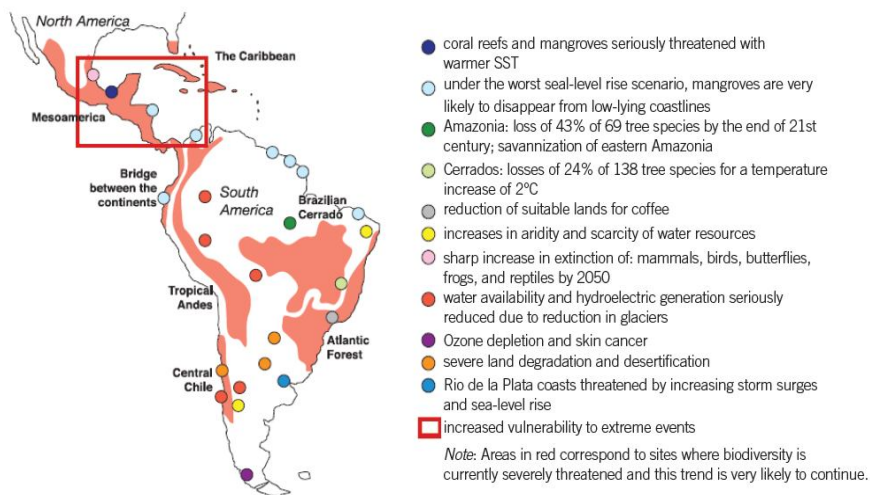 North America
The Caribbean
Mesoamerica
Bridge
between the
continents
South
America
Brazilian
Cerrado
Tropical
Andes
Atlantic
Forest
Central
Chile
coral reefs and mangroves seriously threatened with
warmer SST
under the worst seal-level rise scenario, mangroves are very
likely to disappear from low-lying coastlines
Amazonia: loss of 43% of 69 tree species by the end of 21st
century; savannization of eastern Amazonia
Cerrados: losses of 24% of 138 tree species for a temperature
increase of 2ºC
reduction of suitable lands for coffee
increases in aridity and scarcity of water resources
sharp increase in extinction of: mammals, birds, butterflies,
frogs, and reptiles by 2050
water availability and hydroelectric generation seriously
reduced due to reduction in glaciers
Ozone depletion and skin cancer
severe land degradation and desertification
Rio de la Plata coasts threatened by increasing storm surges
and sea-level rise
increased vulnerability to extreme events
Note: Areas in red correspond to sites where biodiversity is
currently severely threatened and this trend is very likely to continue.